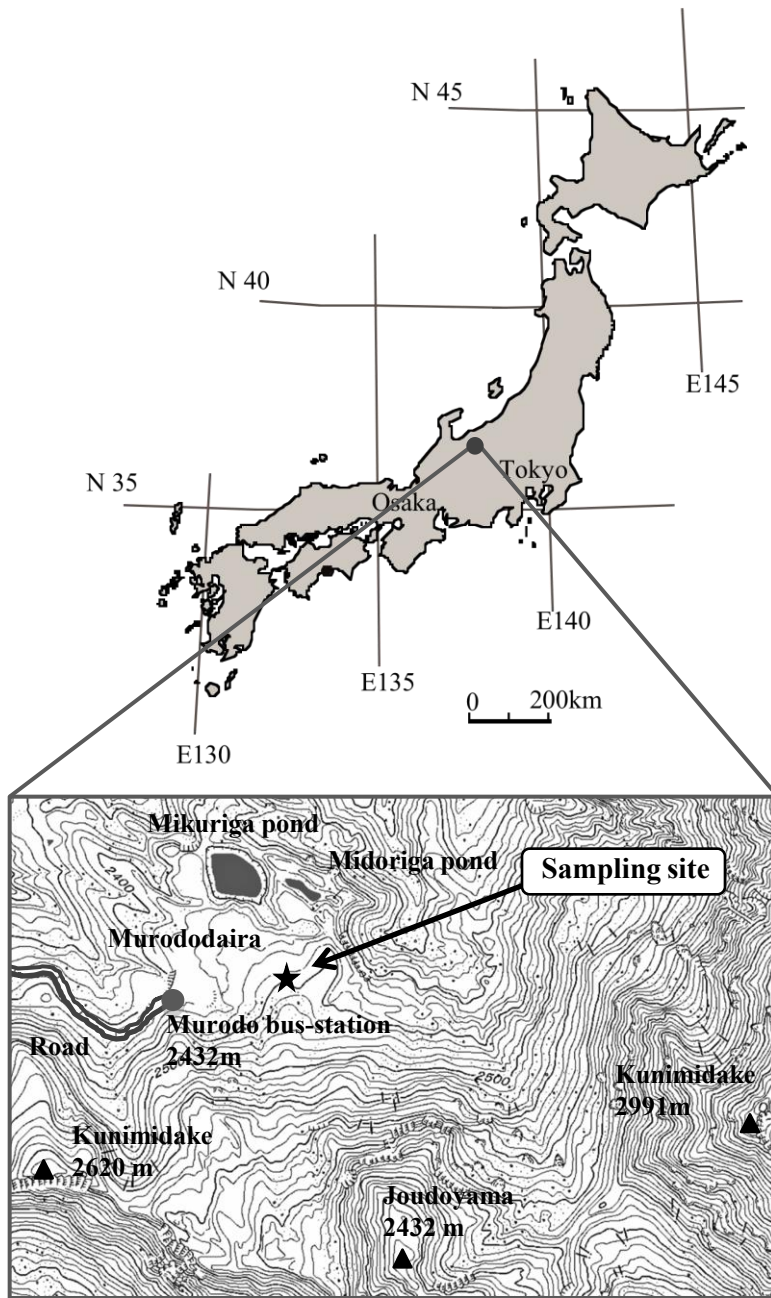 N 45
N 40
E145
N 35
Tokyo
Osaka
E140
E135
0 200km
E130
Mikuriga pond
2400
Midoriga pond
Sampling site
Murododaira
Murodo bus-station
2432m
Road
2500
2500
Kunimidake
2991m
Kunimidake
2620 m
Joudoyama
2432 m